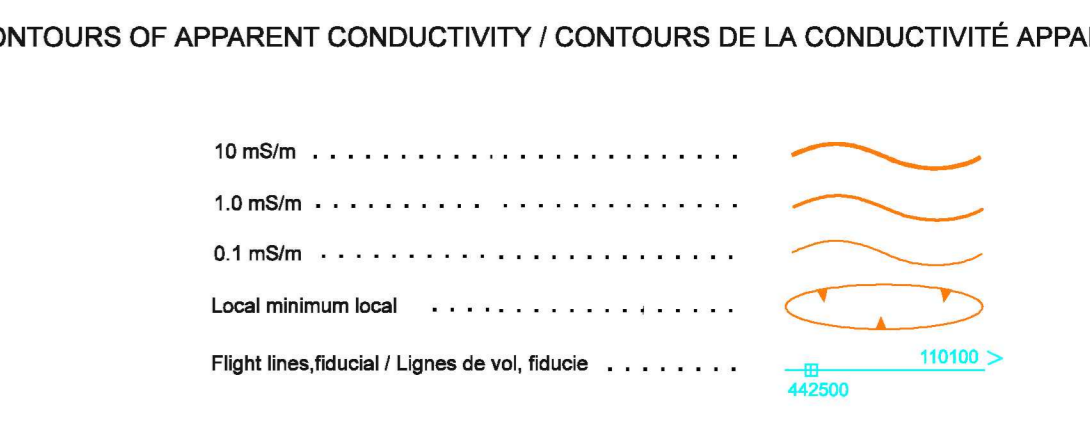 ONTOURS OF APPARENT CONDUCTIVITY / CONTOURS DE LA CONDUCTIVITÉ APPA
10 mS/m . . . . . . . . . . . . . . . . . . . . . . . . . . . . .
1.0 mS/m . . . . . . . . . . . . . . . . . . . . . . . . . . . .
0.1 mS/m . . . . . . . . . . . . . . . . . . . . . . . . . . . .
Local minimum local . . . . . . . . . . . . . . . . . . .
Flight lines,fiducial / Lignes de vol, fiducie . . . . . . . .
110100 >
442500